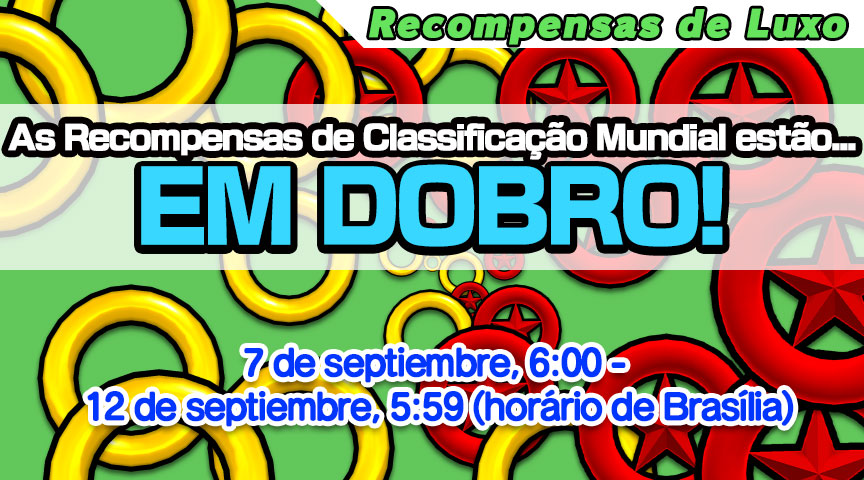 Recompensas de Luxo
As Recompensas de Classificação Mundial estão...
EM DOBRO!
7 de septiembre, 6:00 -
12 de septiembre, 5:59 (horário de Brasília)